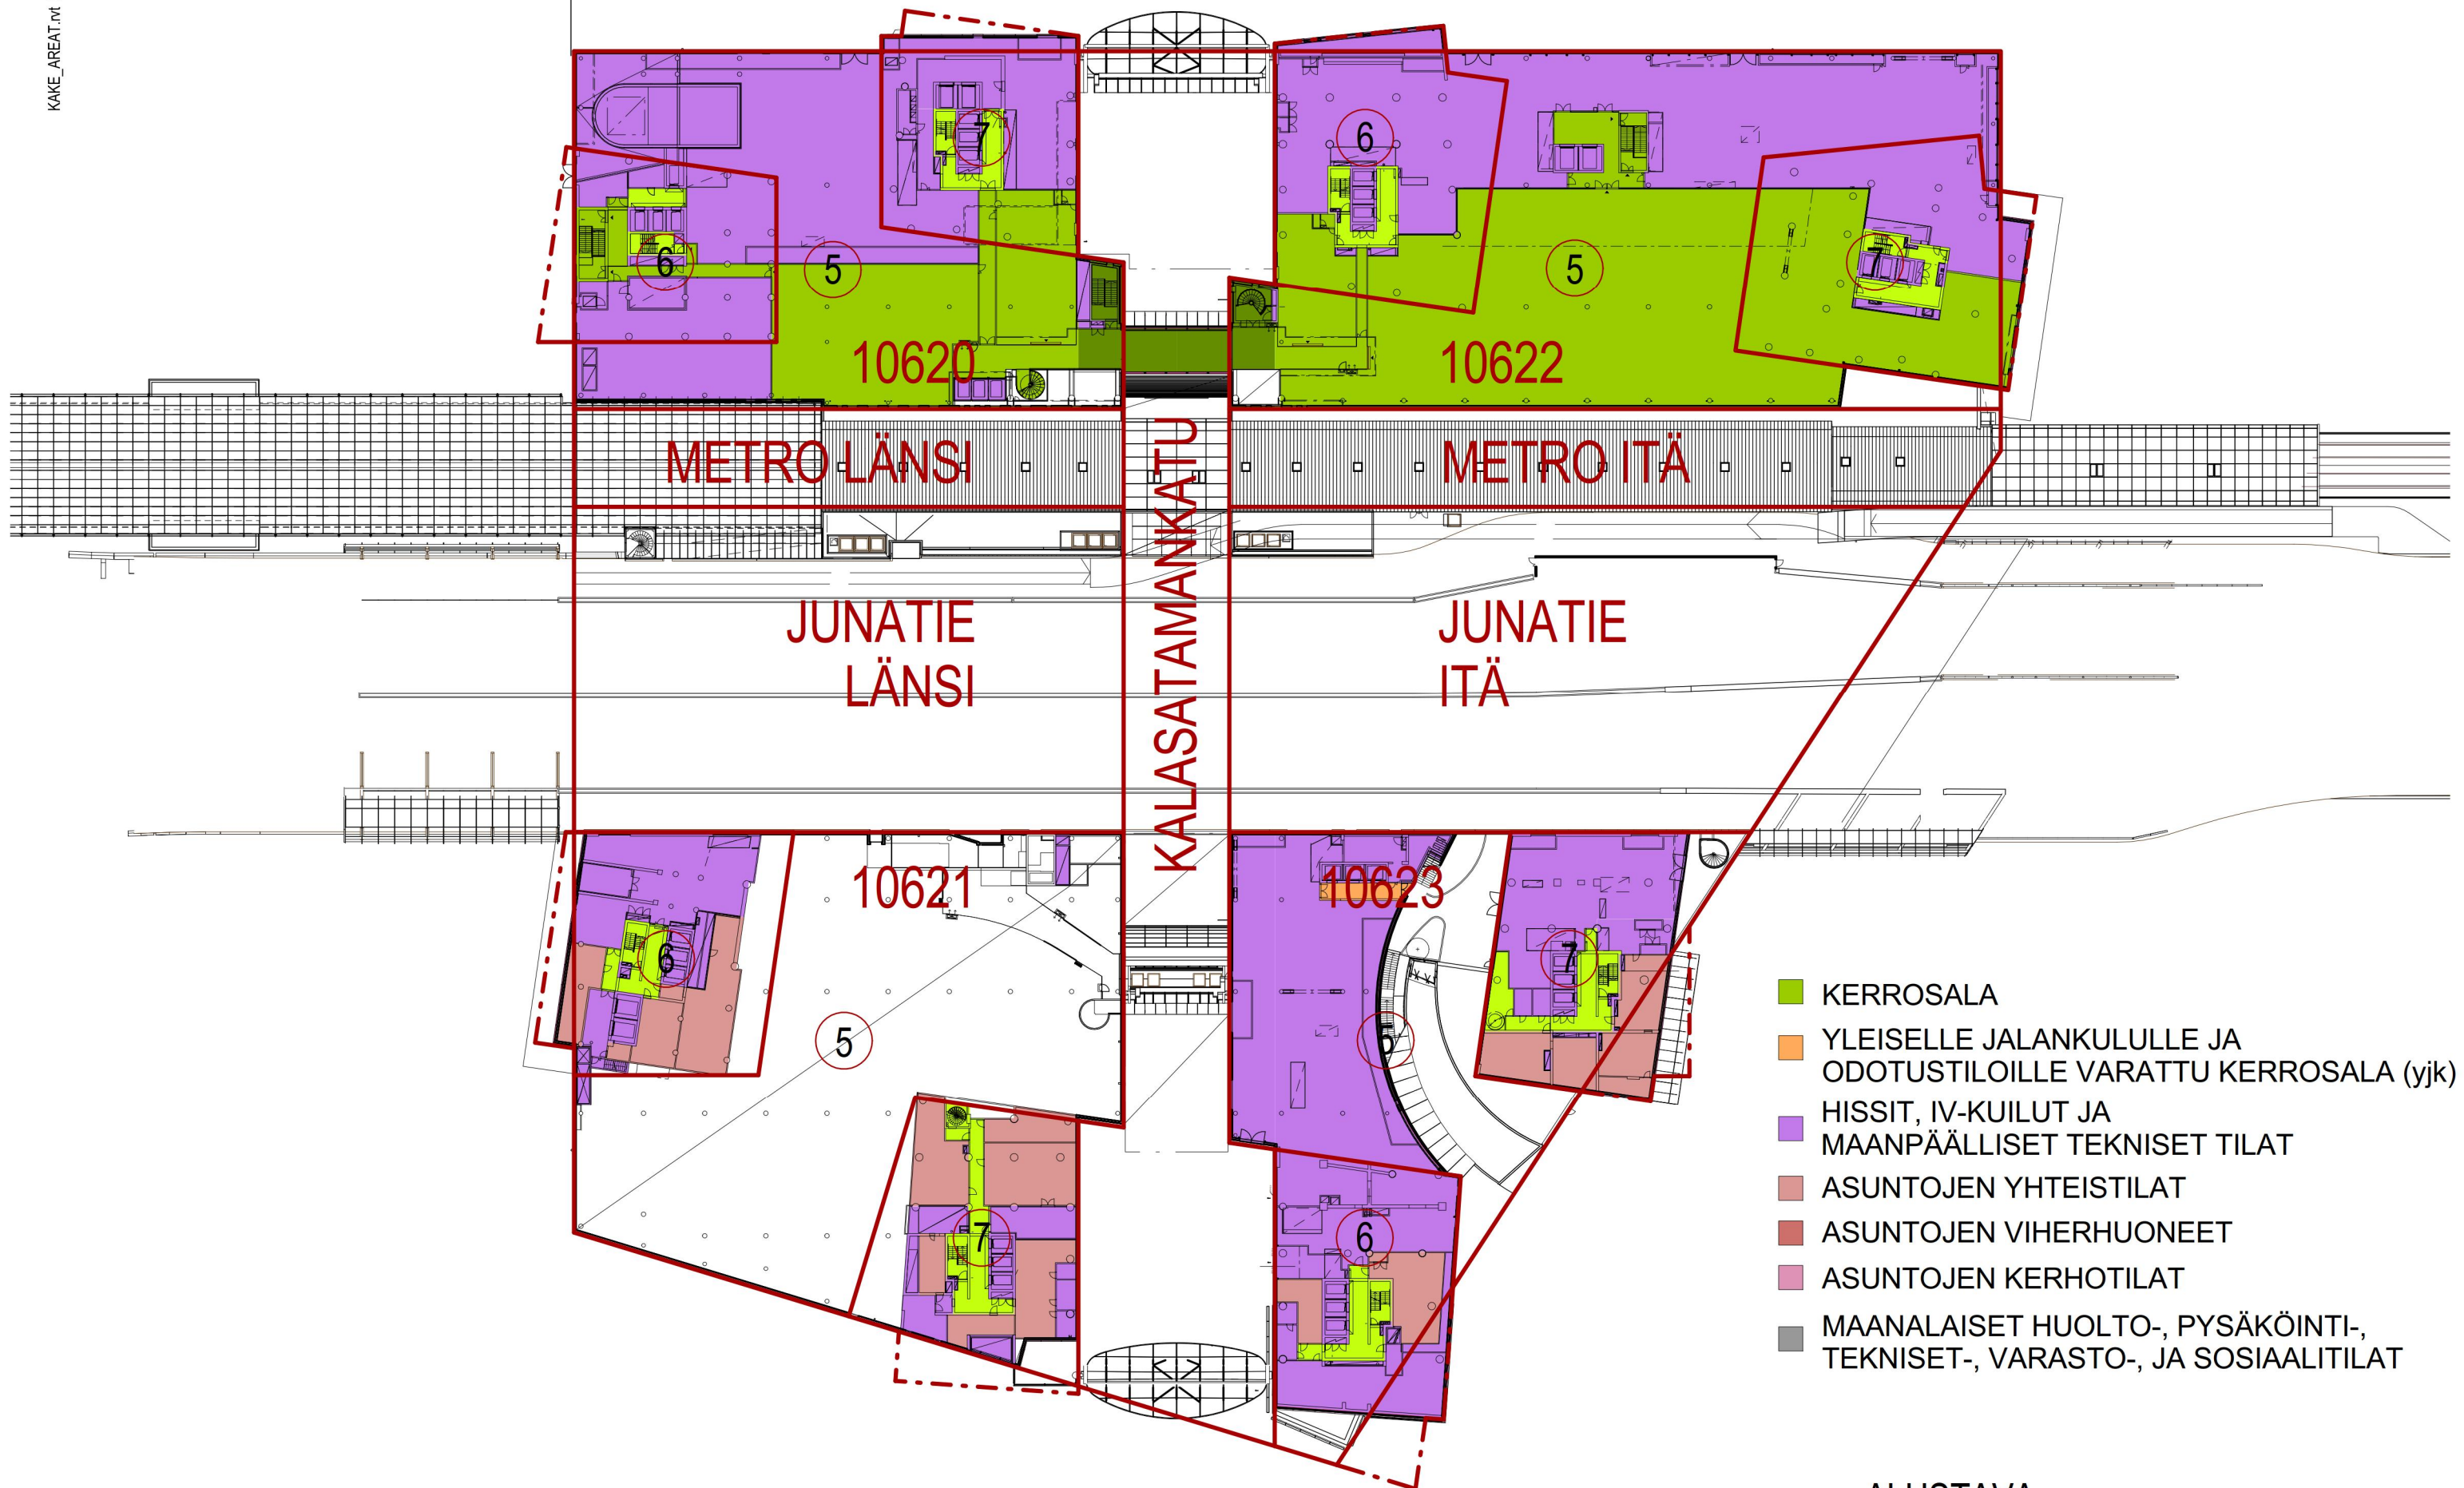 KAKE_AREAT.rvt
7
6
6
5
5
7
10620
10622
METRO LÄNSI
METRO ITÄ
KALASATAMANKATU
JUNATIE
LÄNSI
JUNATIE
ITÄ
10621
10623
6
7
5
7
6
KERROSALA
YLEISELLE JALANKULULLE JA
ODOTUSTILOILLE VARATTU KERROSALA (yjk)
HISSIT, IV-KUILUT JA
MAANPÄÄLLISET TEKNISET TILAT
ASUNTOJEN YHTEISTILAT
ASUNTOJEN VIHERHUONEET
ASUNTOJEN KERHOTILAT
MAANALAISET HUOLTO-, PYSÄKÖINTI-,
TEKNISET-, VARASTO-, JA SOSIAALITILAT